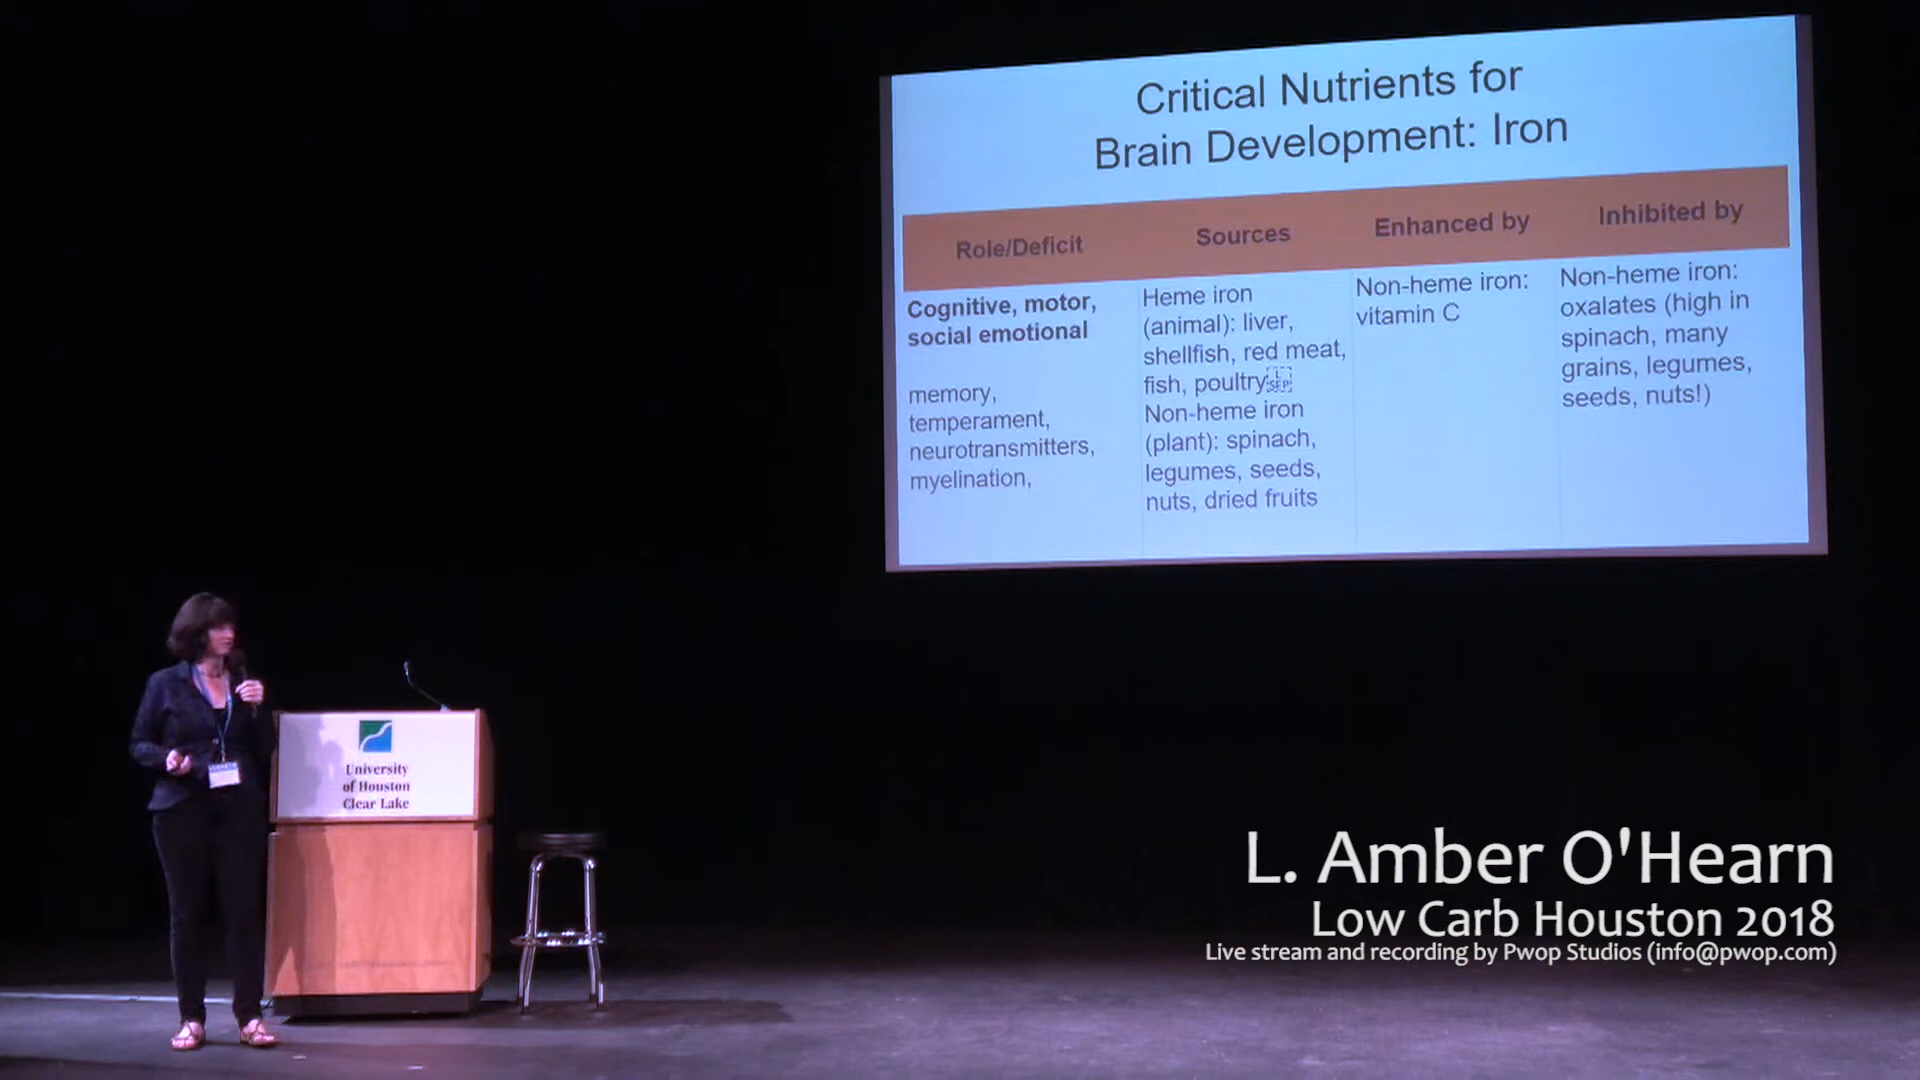 Critical Nutrients for
Brain Development: Iron
Role/Deficit
Sources
Enhanced by
Inhibited by
Cognitive, motor,
social emotional
memory,
temperament,
neurotransmitters,
myelination,
Heme iron
(animal): liver,
shellfish, red meat,
fish, poultry
Non-heme iron
(plant): spinach,
legumes, seeds,
nuts, dried fruits
Non-heme iron:
vitamin C
Non-heme iron:
oxalates (high in
spinach, many
grains, legumes,
seeds, nuts!)
University
of Houston
Clear Lake
L. Amber O'Hearn
Low Carb Houston 2018
Live stream and recording by Pwop Studios (info@pwop.com)